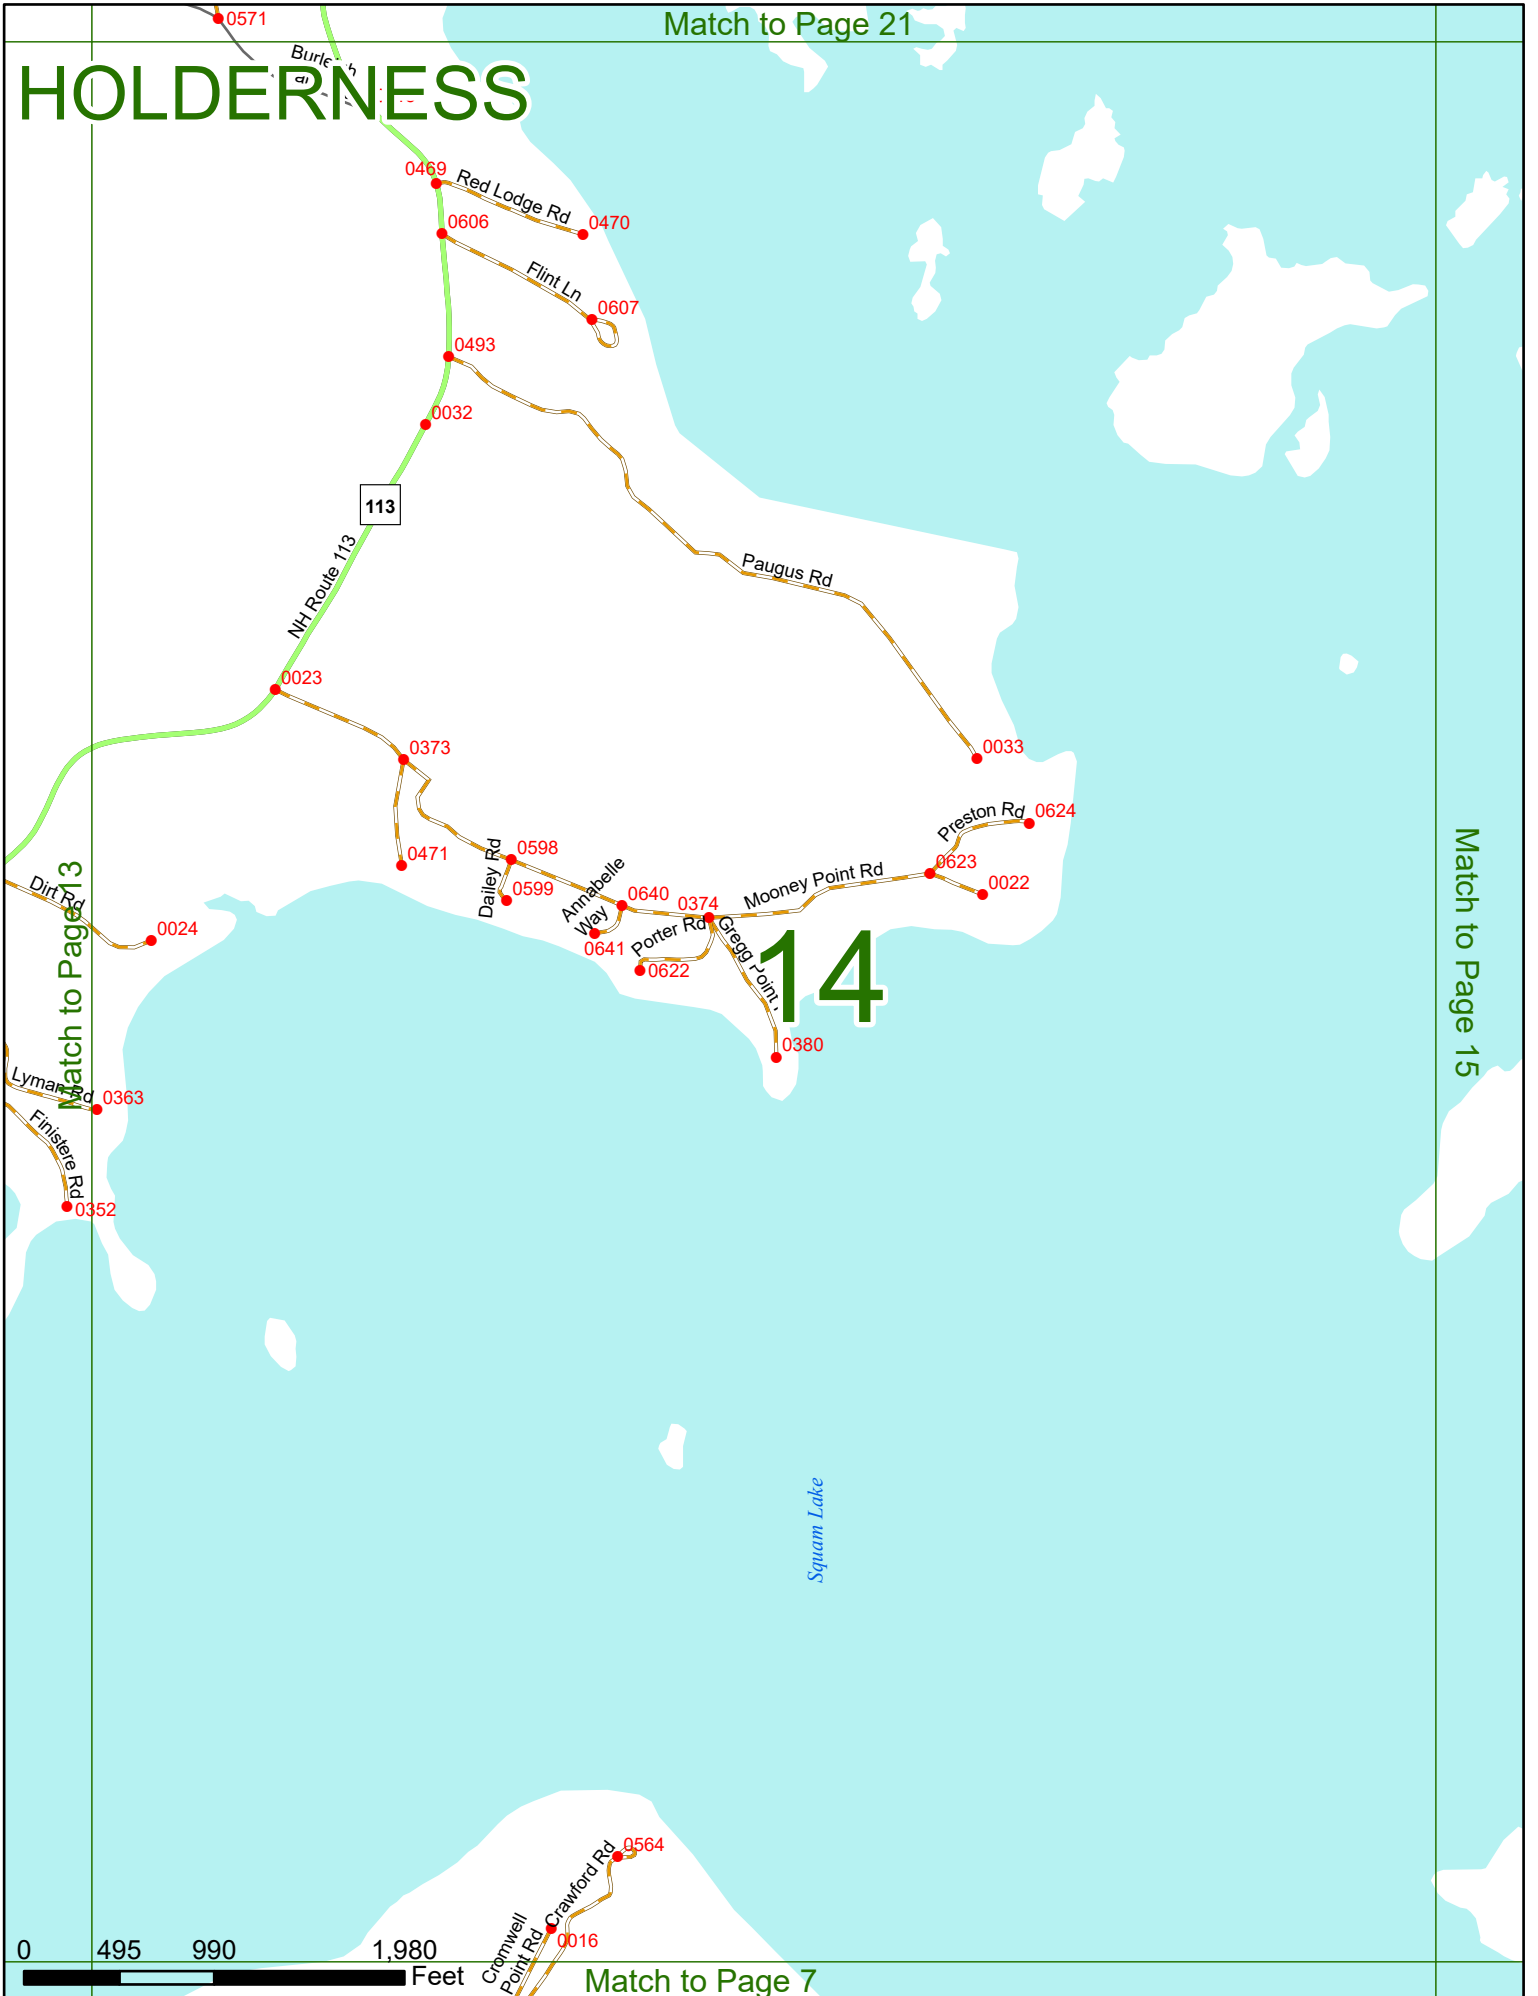 Match to Page 21
0571
HOLDERNESS
0469
Red Lodge Rd
0470
0606
Flint Ln
0607
0493
0032
113
NH Route 113
Paugus Rd
0023
0033
0373
0624
Preston Rd
0471
0598
0623
Mooney Point Rd
0022
Dailey Rd
0599
Annabelle
Way
0640
0374
0641
Porter Rd
0622
Gregg Point
14
0380
Match to Page 13
Match to Page 15
Dirt Rd
0024
Lyman Rd
0363
Finistere Rd
0352
Squam Lake
0564
Crawford Rd
0016
Cromwell
Point Rd
0 495 990 1,980
Feet
Match to Page 7